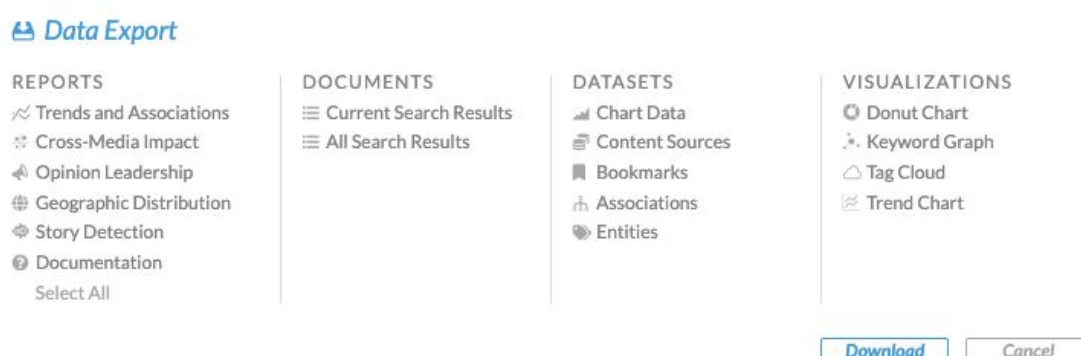 Data Export
REPORTS
Trends and Associations
Cross-Media Impact
Opinion Leadership
Geographic Distribution
Story Detection
Documentation
Select All
DOCUMENTS
Current Search Results
All Search Results
DATASETS
Chart Data
Content Sources
Bookmarks
Associations
Entities
VISUALIZATIONS
Donut Chart
Keyword Graph
Tag Cloud
Trend Chart
Download
Cancel